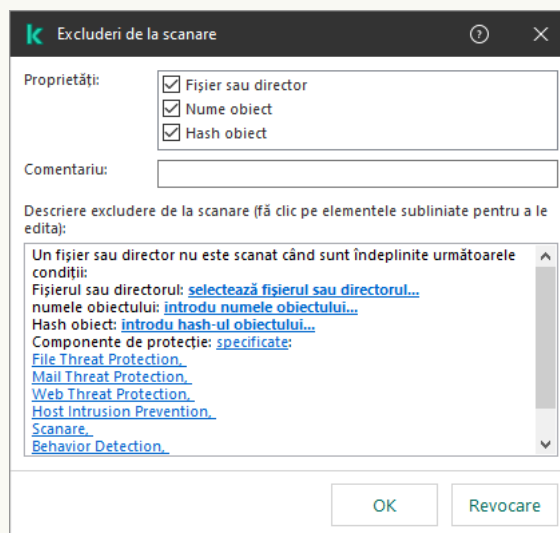 Excluderi de la scanare
Proprietăți:
Fișier sau director
Nume obiect
Hash obiect
Comentariu:
Descriere excludere de la scanare (fă clic pe elementele subliniate pentru a le
edita):
Un fișier sau director nu este scanat când sunt îndeplinite următoarele
condiții:
Fișierul sau directorul: selectează fișierul sau directorul...
numele obiectului: introdu numele obiectului...
Hash obiect: introdu hash-ul obiectului...
Componente de protecție: specificate:
File Threat Protection,
Mail Threat Protection,
Web Threat Protection,
Host Intrusion Prevention,
Scanare,
Behavior Detection,
OK
Revocare